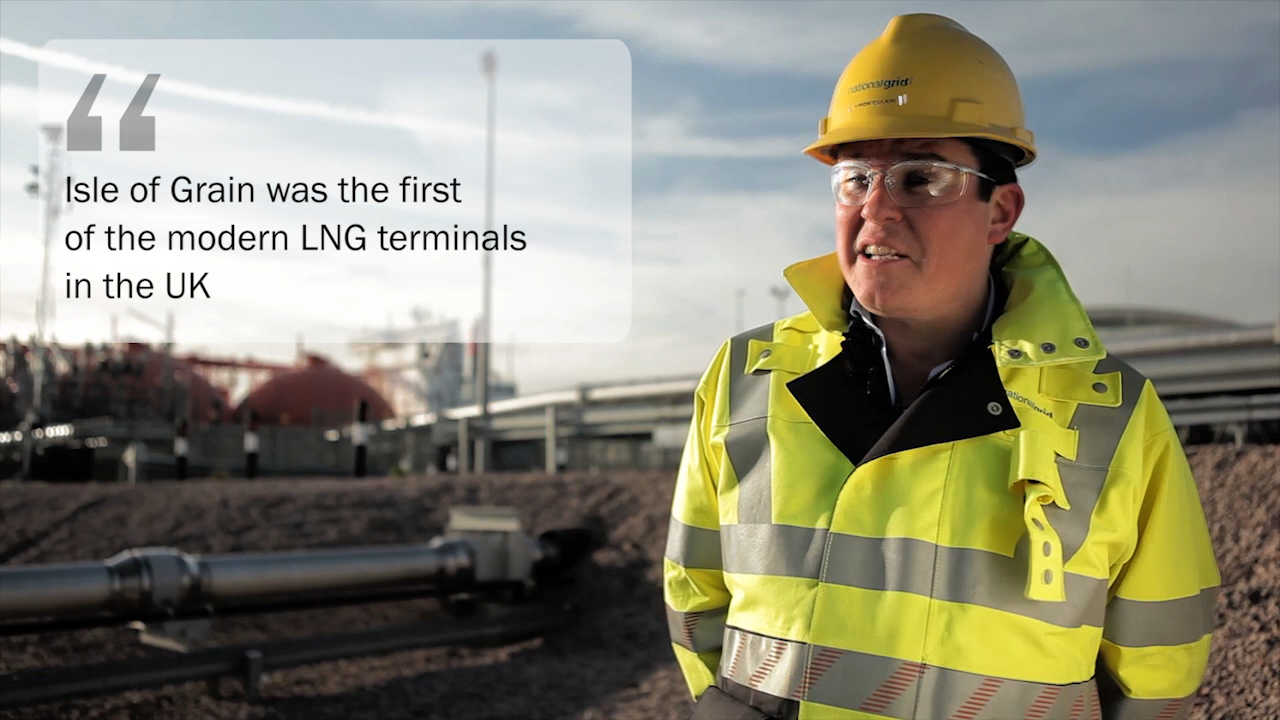 “
Isle of Grain was the first
of the modern LNG terminals
in the UK
nationalgrid
nationalgrid